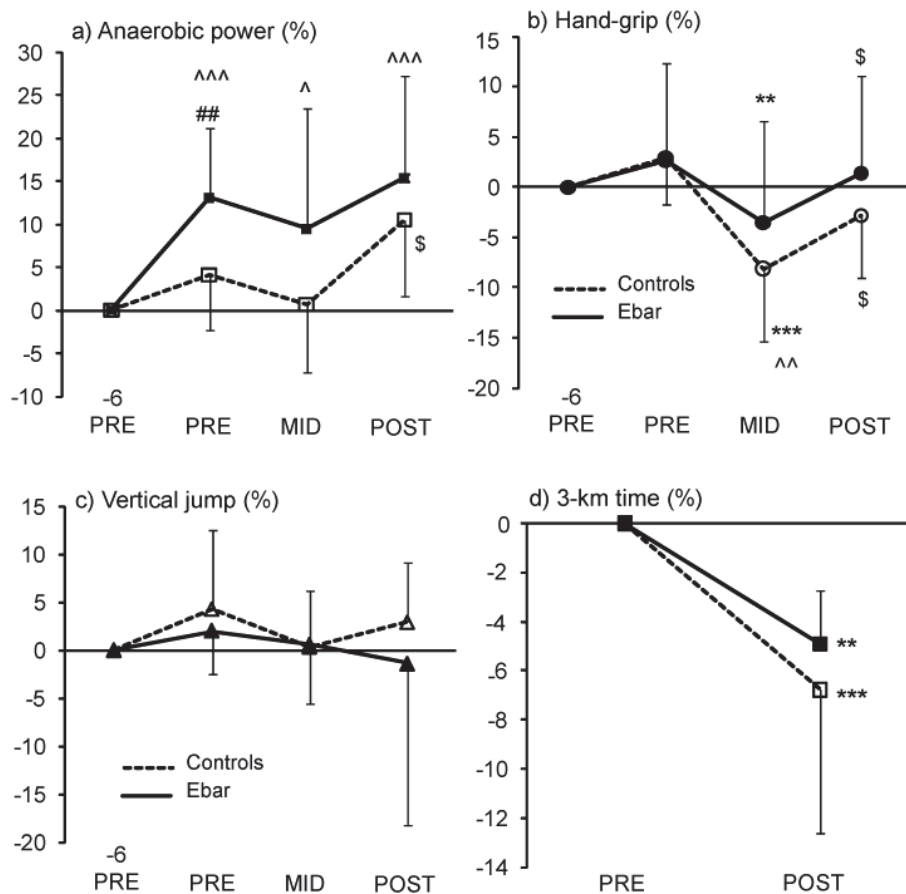 a) Anaerobic power (%)
30
25
20
15
10
5
0
-5
-10
^^^
##
^
^^^
$
-6
PRE
PRE
MID
POST
b) Hand-grip (%)
15
10
5
0
-5
-10
-15
-20
**
$
Controls
Ebar
***
^^
$
-6
PRE
PRE
MID
POST
c) Vertical jump (%)
15
10
5
0
-5
-10
-15
-20
Controls
Ebar
-6
PRE
PRE
MID
POST
d) 3-km time (%)
0
-2
-4
-6
-8
-10
-12
-14
**
***
PRE
POST